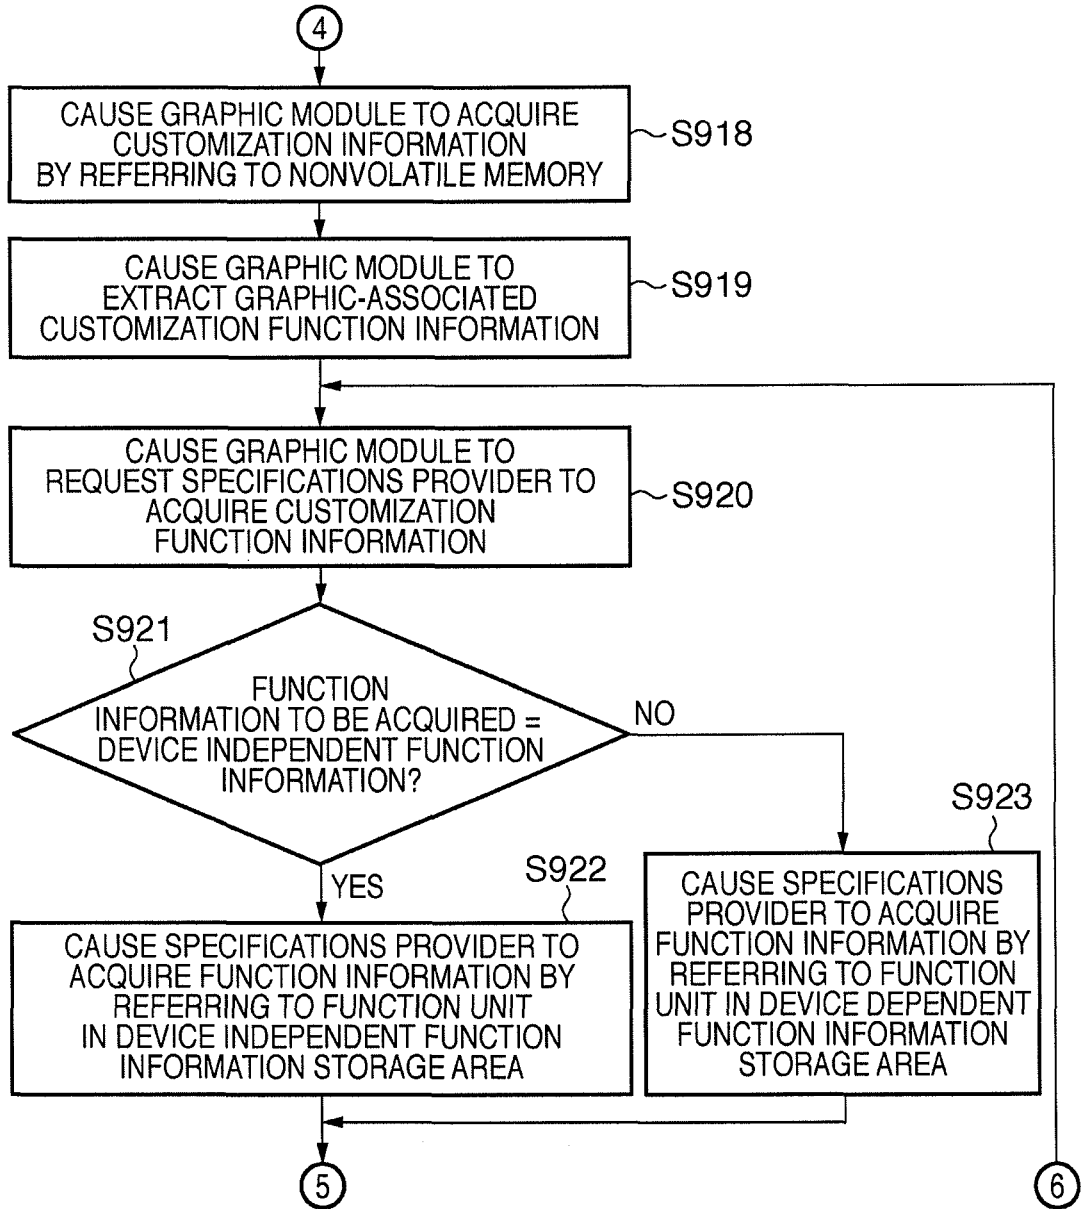 4
CAUSE GRAPHIC MODULE TO ACQUIRE
CUSTOMIZATION INFORMATION
BY REFERRING TO NONVOLATILE MEMORY
S918
CAUSE GRAPHIC MODULE TO
EXTRACT GRAPHIC-ASSOCIATED
CUSTOMIZATION FUNCTION INFORMATION
S919
CAUSE GRAPHIC MODULE TO
REQUEST SPECIFICATIONS PROVIDER TO
ACQUIRE CUSTOMIZATION
FUNCTION INFORMATION
S920
S921
FUNCTION
INFORMATION TO BE ACQUIRED =
DEVICE INDEPENDENT FUNCTION
INFORMATION?
NO
YES
S922
CAUSE SPECIFICATIONS PROVIDER TO
ACQUIRE FUNCTION INFORMATION BY
REFERRING TO FUNCTION UNIT
IN DEVICE INDEPENDENT FUNCTION
INFORMATION STORAGE AREA
S923
CAUSE SPECIFICATIONS
PROVIDER TO ACQUIRE
FUNCTION INFORMATION BY
REFERRING TO FUNCTION
UNIT IN DEVICE DEPENDENT
FUNCTION INFORMATION
STORAGE AREA
5
6